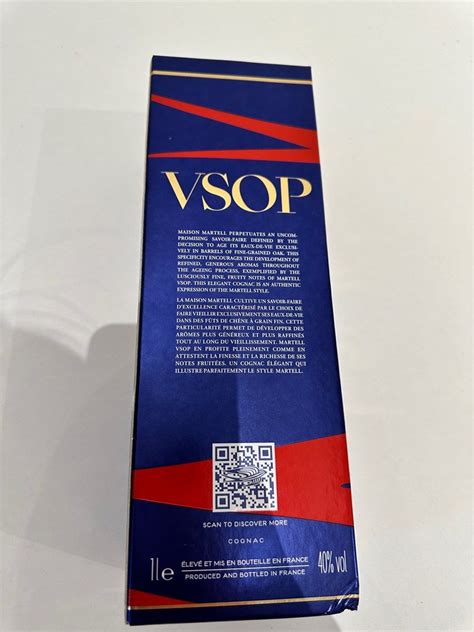 VSOP
MAISON MARTELL PERPETUATES AN UNCOM-
PROMISING SAVOIR-FAIRE DEFINED BY THE
DECISION TO AGE ITS EAUX-DE-VIE EXCLUSI-
VELY IN BARRELS OF FINE-GRAINED OAK. THIS
SPECIFICITY ENCOURAGES THE DEVELOPMENT OF
REFINED, GENEROUS AROMAS THROUGHOUT
THE AGEING PROCESS, EXEMPLIFIED BY THE
LUSCIOUSLY FINE, FRUITY NOTES OF MARTELL
VSOP. THIS ELEGANT COGNAC IS AN AUTHENTIC
EXPRESSION OF THE MARTELL STYLE.
LA MAISON MARTELL CULTIVE UN SAVOIR-FAIRE
D'EXCELLENCE CARACTÉRISÉ PAR LE CHOIX DE
FAIRE VIEILLIR EXCLUSIVEMENT SES EAUX-DE-VIE
DANS DES FÛTS DE CHÊNE À GRAIN FIN. CETTE
PARTICULARITÉ PERMET DE DÉVELOPPER DES
ARÔMES PLUS GÉNÉREUX ET PLUS RAFFINÉS
TOUT AU LONG DU VIEILLISSEMENT. MARTELL
VSOP EN PROFITE PLEINEMENT COMME EN
ATTESTENT LA FINESSE ET LA RICHESSE DE SES
NOTES FRUITÉES. UN COGNAC ÉLÉGANT QUI
ILLUSTRE PARFAITEMENT LE STYLE MARTELL.
SCAN TO DISCOVER MORE
COGNAC
1l e ÉLEVÉ ET MIS EN BOUTEILLE EN FRANCE 40% vol
PRODUCED AND BOTTLED IN FRANCE